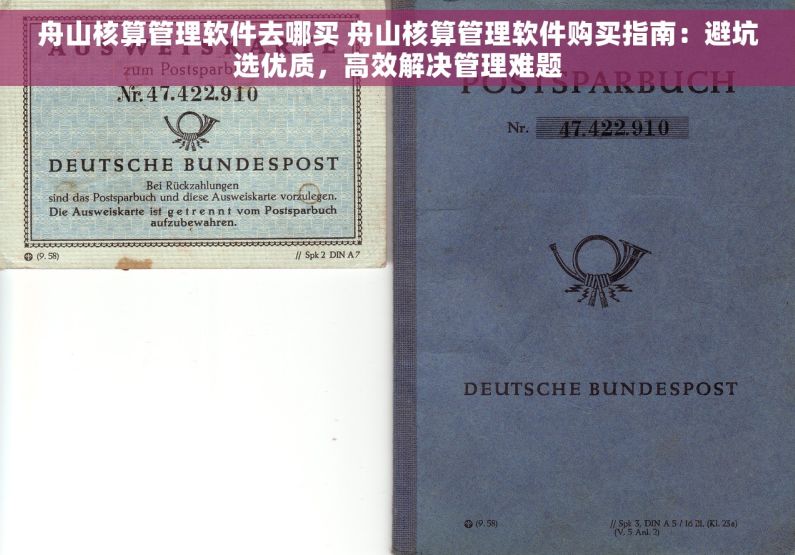 舟山核算管理软件去哪买 舟山核算管理软件购买指南：避坑
选优质，高效解决管理难题
AUSWEISKARTE
zum Postsparb
Nr. 47.422.910
DEUTSCHE BUNDESPOST
Bei Rückzahlungen
sind das Postsparbuch und diese Ausweiskarte vorzulegen.
Die Ausweiskarte ist getrennt vom Postsparbuch
aufzubewahren.
(9. 58)
// Spk 2 DIN A 7
POSTSPARBUCH
Nr. 47.422.910
DEUTSCHE BUNDESPOST
(9. 58)
// Spk 3, DIN A 5 / 16 Bl. (Kl. 25a)
(V. 5 Anl. 2)